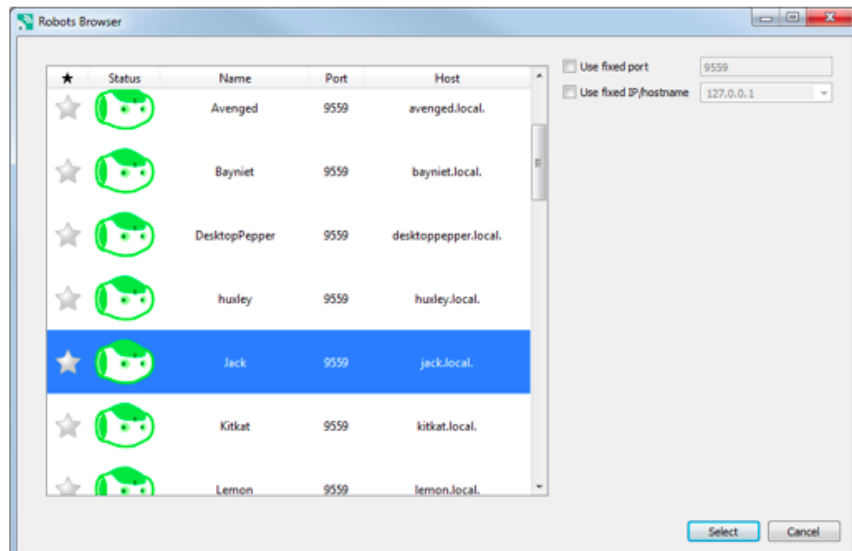 Robots Browser
★ Status Name Port Host
Avenged 9559 avenged.local.
Bayniet 9559 bayniet.local.
DesktopPepper 9559 desktoppepper.local.
huxley 9559 huxley.local.
Jack 9559 jack.local.
Kitkat 9559 kitkat.local.
Lemon 9559 lemon.local.
Use fixed port 9559
Use fixed IP/hostname 127.0.0.1
Select Cancel